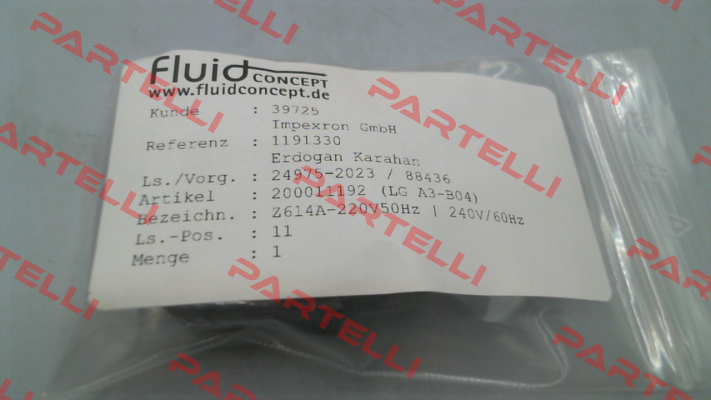 Fluid CONCEPT
www.fluidconcept.de
Kunde : 39725
Impexron GmbH
Referenz : 1191330
Erdogan Karahan
Ls./Vorg. : 24975-2023 / 88436
Artikel : 200011192 (LG A3-B04)
Bezeichn. : Z614A-220V50Hz | 240V/60Hz
Ls.-Pos. : 11
Menge : 1
PARTELLI
PARTELLI
PARTELLI
PARTELLI
PARTELLI
PARTELLI
PARTELLI
PARTELLI
PARTELLI